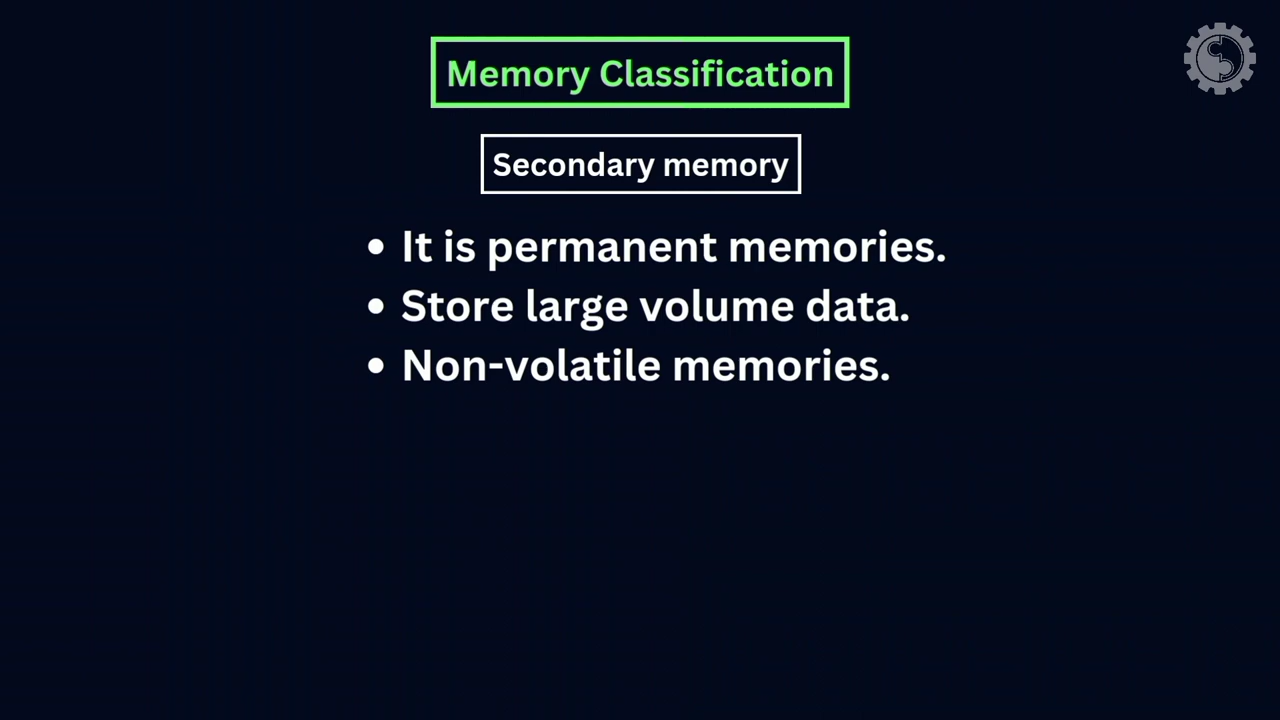 Memory Classification
Secondary memory
• It is permanent memories.
• Store large volume data.
• Non-volatile memories.